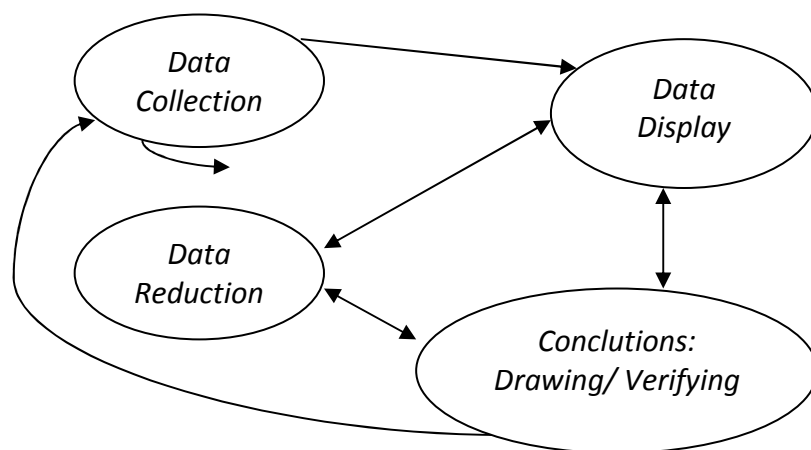 Data
Collection
Data
Display
Data
Reduction
Conclutions:
Drawing/ Verifying